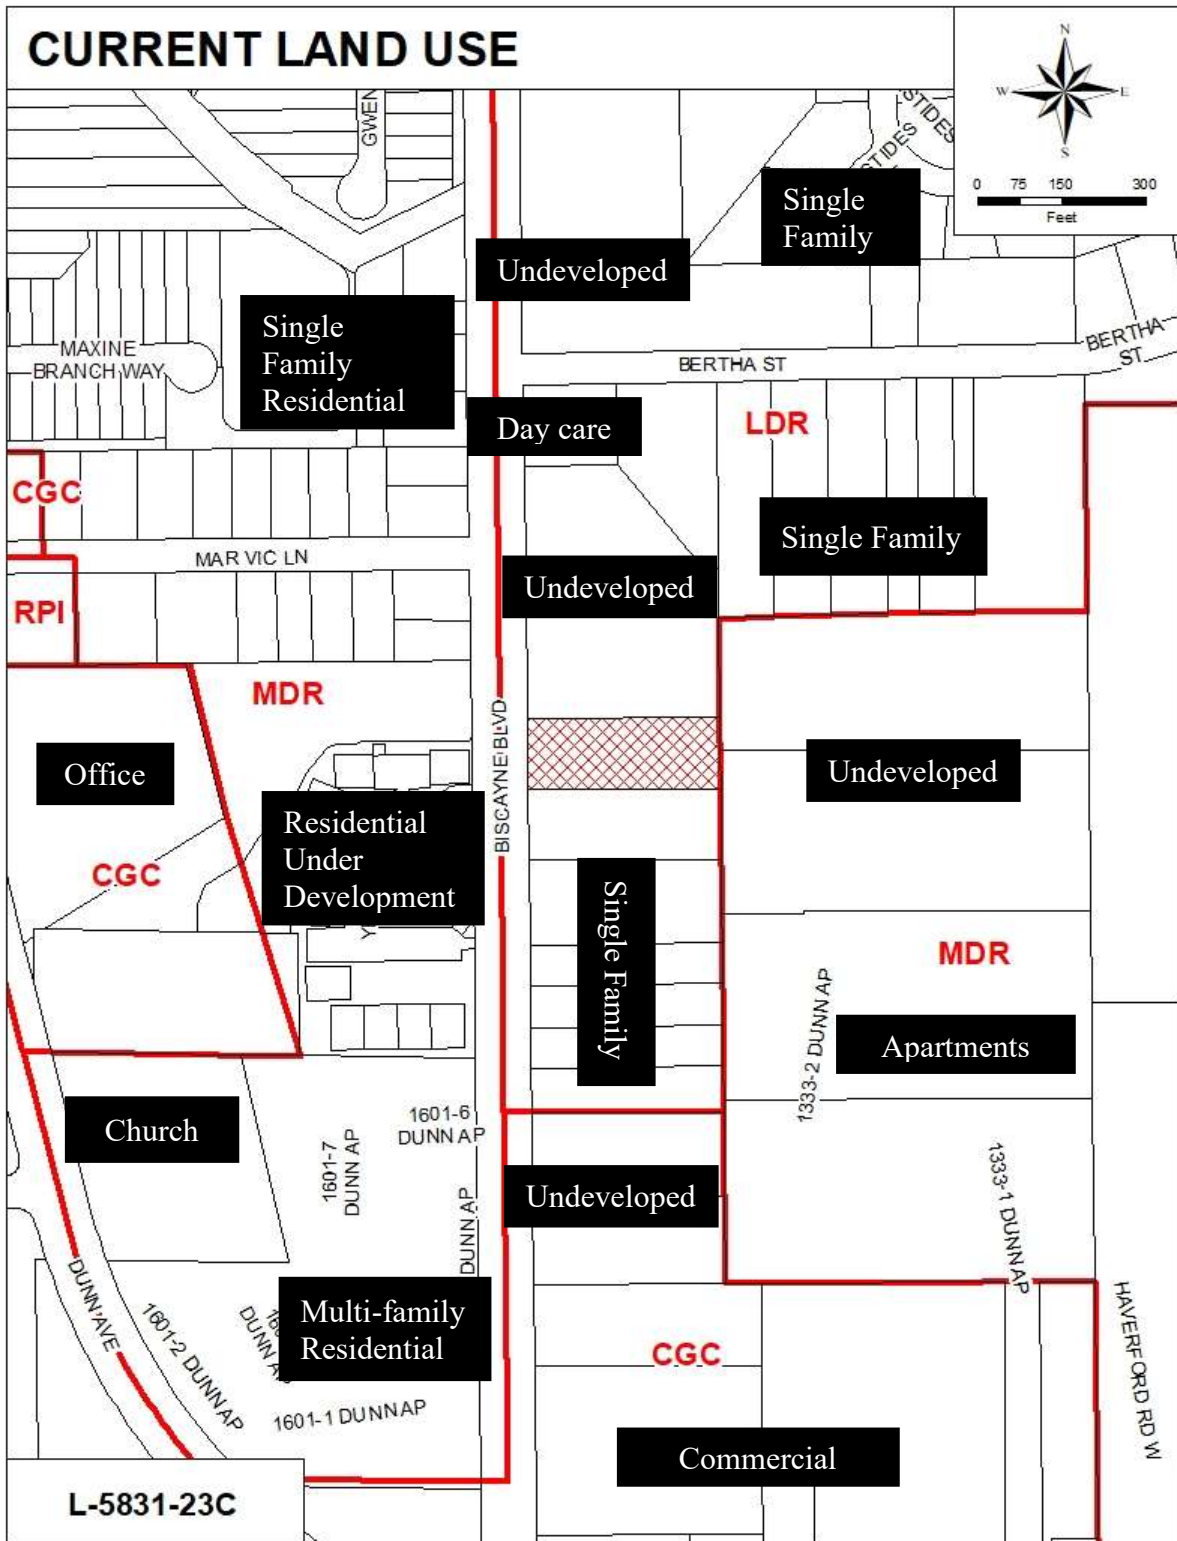 CURRENT LAND USE
N
W
E
S
0 75 150 300
Feet
GWEN
STIDES
STIDES
Single
Family
Undeveloped
Single
Family
Residential
MAXINE
BRANCH WAY
BERTHA ST
BERTHA
ST
Day care
LDR
CGC
Single Family
MARVIC LN
Undeveloped
RPI
MDR
BISCAYNE BLVD
Office
Undeveloped
Residential
Under
Development
CGC
Single Family
Y
MDR
1333-2 DUNN AP
Apartments
Church
1601-6
DUNN AP
1601-7
DUNN AP
1333-1 DUNN AP
Undeveloped
DUNN AP
DUNN AVE
1601-2 DUNN AP
DUNN
Multi-family
Residential
HAVERFORD RD W
CGC
1601-1 DUNN AP
Commercial
L-5831-23C